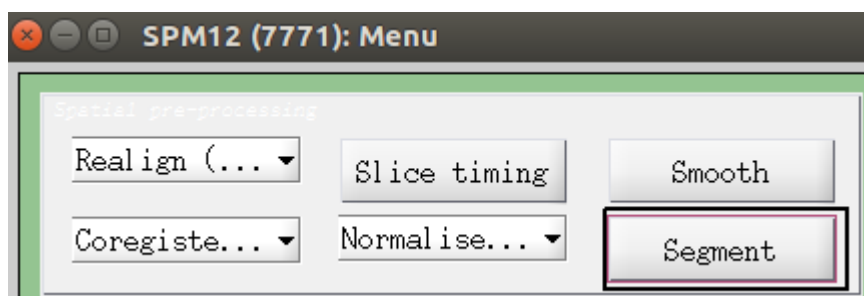 SPM12 (7771): Menu
Spatial pre-processing
Realign (... Slice timing Smooth
Coregiste... Normalise... Segment